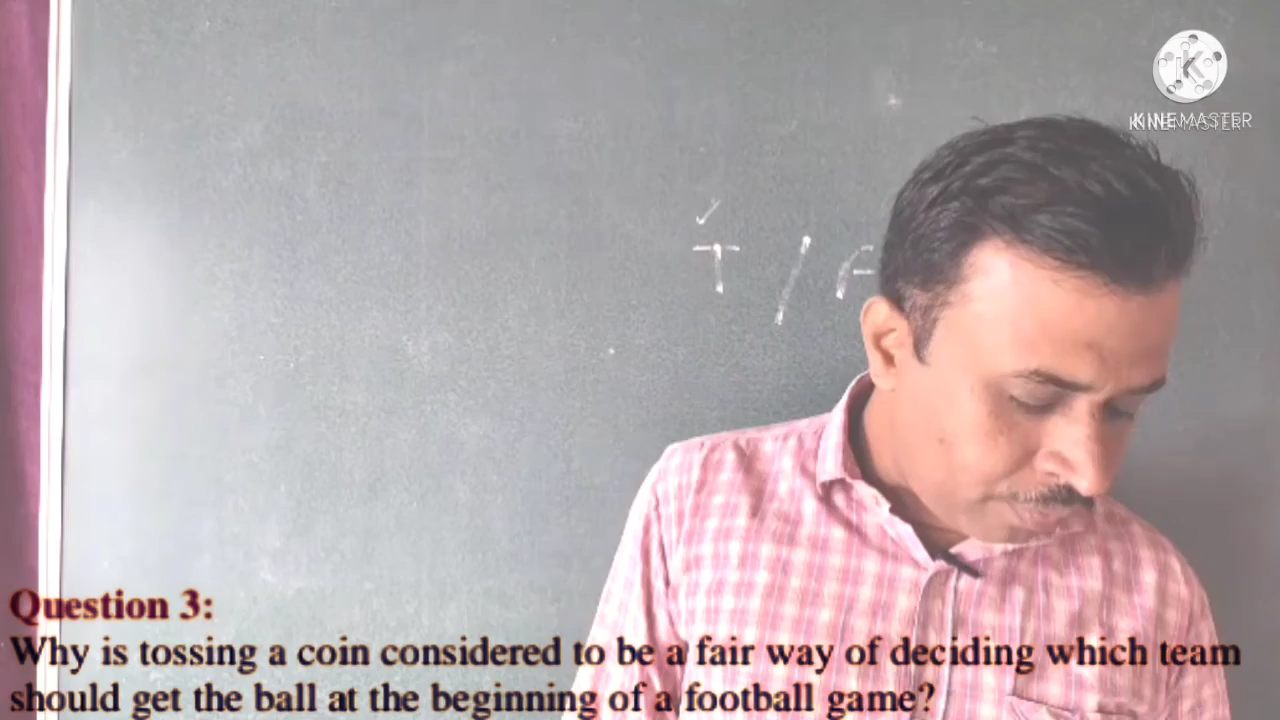 K
KINEMASTER
T / F
Question 3:
Why is tossing a coin considered to be a fair way of deciding which team
should get the ball at the beginning of a football game?